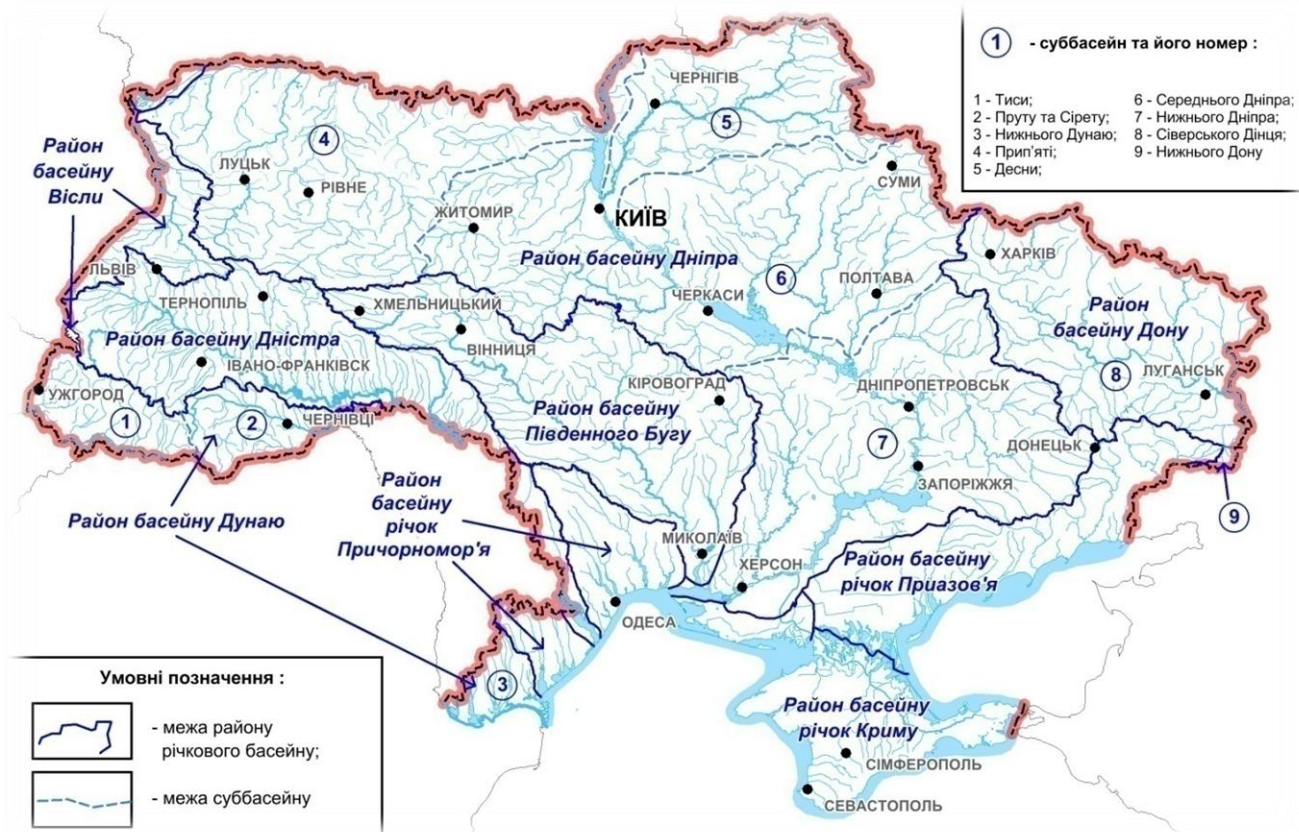 1 - суббасейн та його номер :
1 - Тиси;
2 - Пруту та Сірету;
3 - Нижнього Дунаю;
4 - Прип'яті;
5 - Десни;
6 - Середнього Дніпра;
7 - Нижнього Дніпра;
8 - Сіверського Дінця;
9 - Нижнього Дону
ЧЕРНІГІВ
5
4
Район
басейну
Вісли
ЛУЦЬК
РІВНЕ
СУМИ
ЖИТОМИР
КИЇВ
ХАРКІВ
Район басейну Дніпра
ЛЬВІВ
6
ПОЛТАВА
ТЕРНОПІЛЬ
ХМЕЛЬНИЦЬКИЙ
ЧЕРКАСИ
Район
басейну Дону
Район басейну Дністра
ВІННИЦЯ
ІВАНО-ФРАНКІВСК
8
ЛУГАНСЬК
УЖГОРОД
КІРОВОГРАД
ДНІПРОПЕТРОВСЬК
1
2
ЧЕРНІВЦІ
Район басейну
Південного Бугу
7
ДОНЕЦЬК
ЗАПОРІЖЖЯ
Район басейну Дунаю
Район
басейну
річок
Причорномор'я
9
МИКОЛАЇВ
ХЕРСОН
Район басейну
річок Приазов'я
ОДЕСА
3
Район басейну
річок Криму
СІМФЕРОПОЛЬ
СЕВАСТОПОЛЬ
Умовні позначення :
- межа району
річкового басейну;
- межа суббасейну